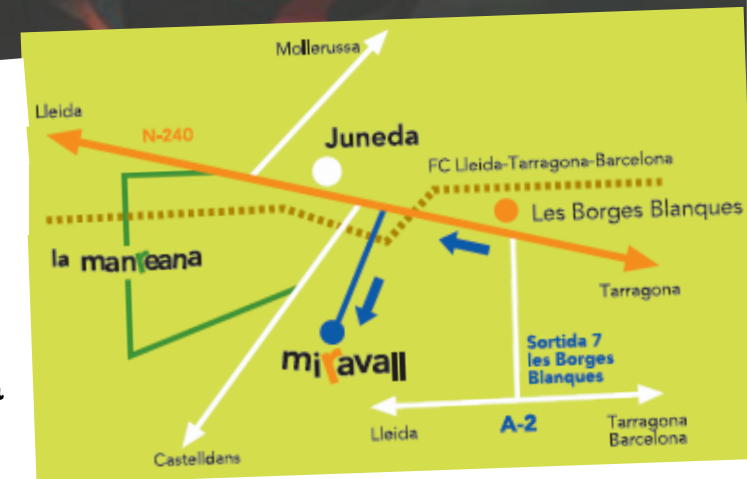 Mollerussa
Lleida
N-240
Juneda
FC Lleida-Tarragona-Barcelona
Les Borges Blanques
la manreana
Tarragona
Sortida 7
les Borges
Blanques
miravall
Lleida
A-2
Tarragona
Barcelona
Castelldans